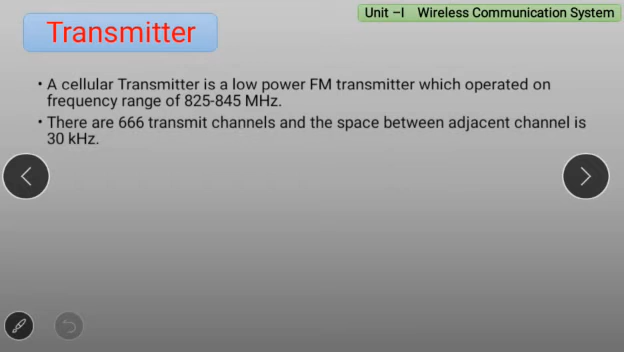 Unit –I Wireless Communication System
Transmitter
• A cellular Transmitter is a low power FM transmitter which operated on
frequency range of 825-845 MHz.
• There are 666 transmit channels and the space between adjacent channel is
30 kHz.